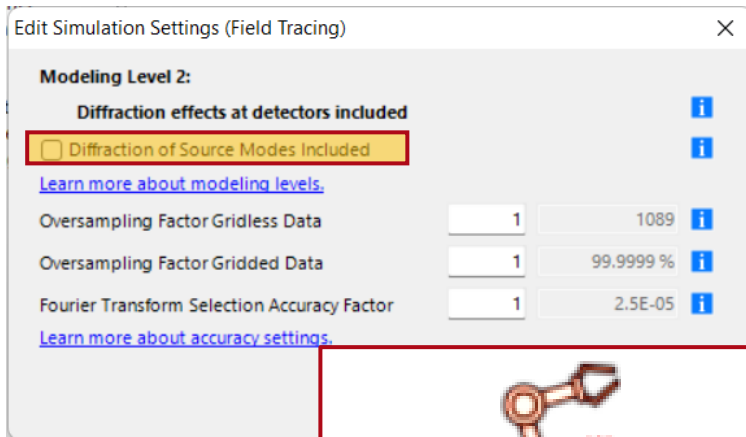 Edit Simulation Settings (Field Tracing)
Modeling Level 2:
Diffraction effects at detectors included
Diffraction of Source Modes Included
Learn more about modeling levels.
Oversampling Factor Gridless Data 1 1089
Oversampling Factor Gridded Data 1 99.9999 %
Fourier Transform Selection Accuracy Factor 1 2.5E-05
Learn more about accuracy settings.